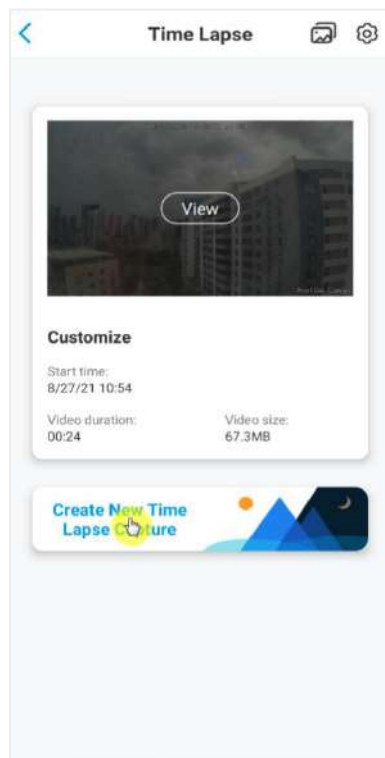 Time Lapse
View
Customize
Start time:
8/27/21 10:54
Video duration:
Video size:
00:24
67.3MB
Create New Time
Lapse Capture